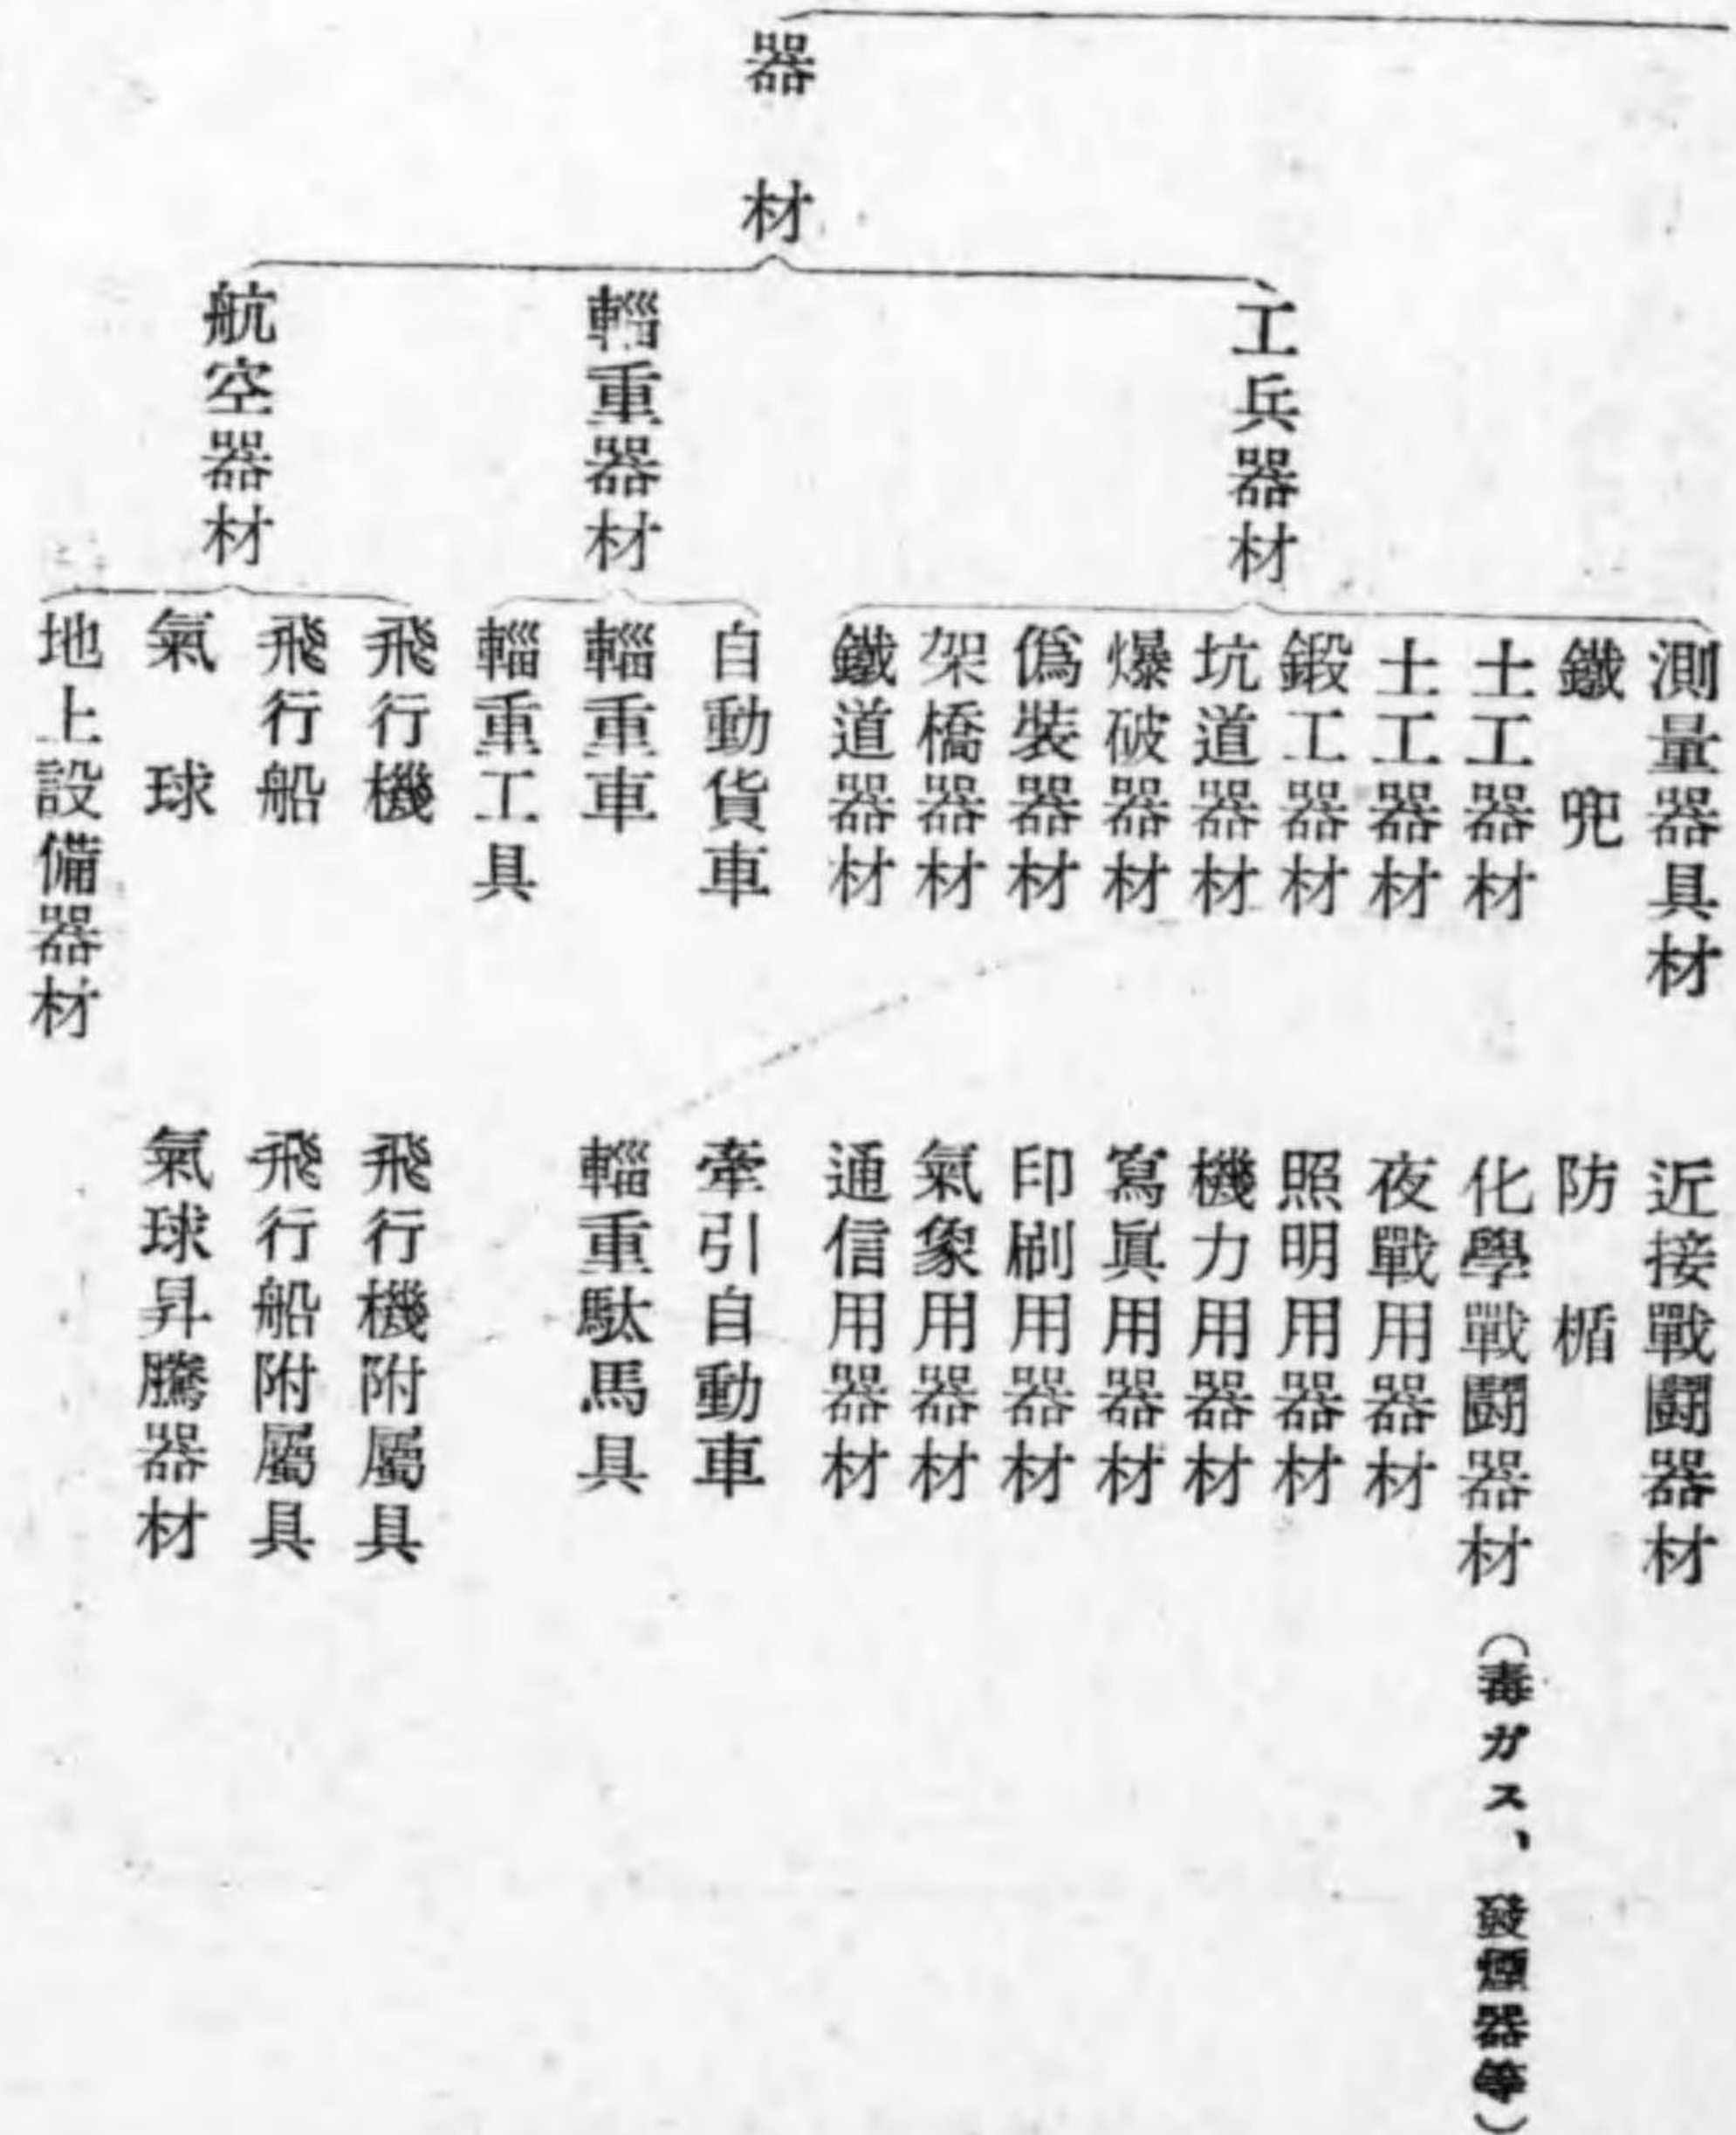 器材
工兵器材
測量器具材
近接戰鬪器材
鐵兜
防楯
土工器材
化學戰鬪器材（毒ガス、發煙器等）
土工器材
夜戰用器材
鍛工器材
照明用器材
坑道器材
機力用器材
爆破器材
寫眞用器材
僞裝器材
印刷用器材
架橋器材
氣象用器材
鐵道器材
通信用器材
輜重器材
自動貨車
牽引自動車
輜重車
輜重駄馬具
輜重工具
航空器材
飛行機
飛行機附屬具
飛行船
飛行船附屬具
氣球
氣球昇騰器材
地上設備器材